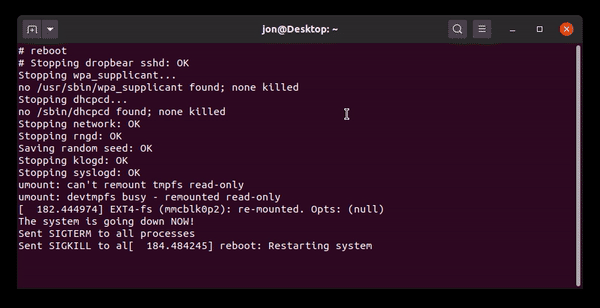 jon@Desktop: ~
# reboot
# Stopping dropbear sshd: OK
Stopping wpa_supplicant...
no /usr/sbin/wpa_supplicant found; none killed
Stopping dhcpcd...
no /sbin/dhcpcd found; none killed
Stopping network: OK
Stopping rngd: OK
Saving random seed: OK
Stopping klogd: OK
Stopping syslogd: OK
umount: can't remount tmpfs read-only
umount: devtmpfs busy - remounted read-only
[  182.444974] EXT4-fs (mmcblk0p2): re-mounted. Opts: (null)
The system is going down NOW!
Sent SIGTERM to all processes
Sent SIGKILL to al[  184.484245] reboot: Restarting system